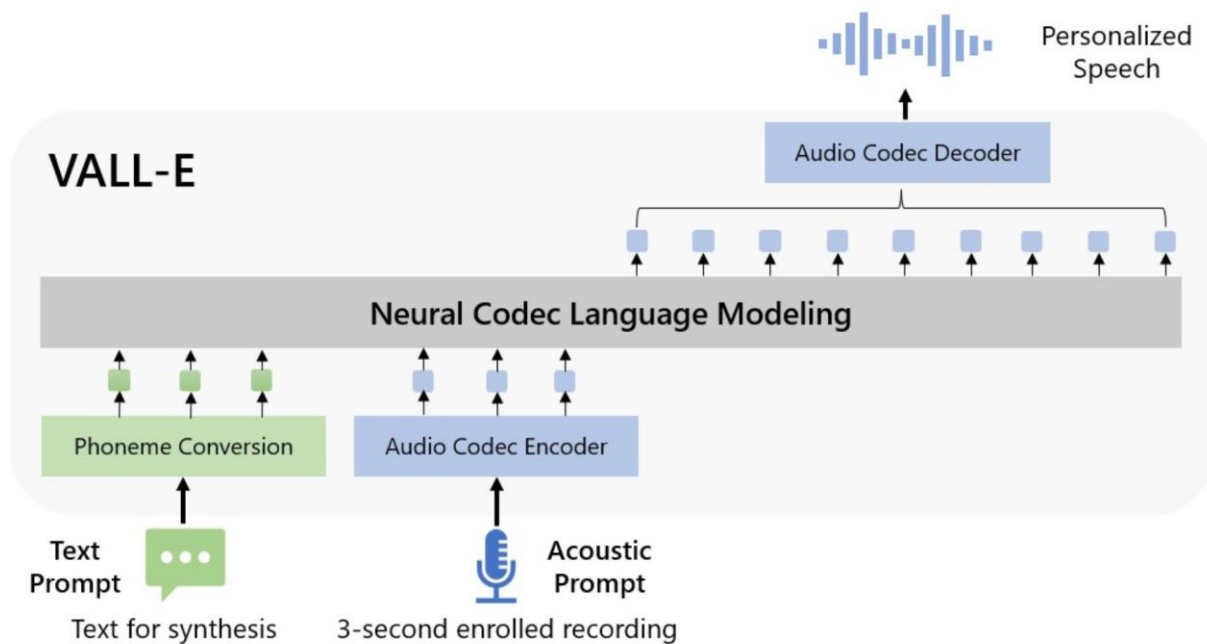 Personalized
Speech
Audio Codec Decoder
VALL-E
Neural Codec Language Modeling
Phoneme Conversion
Audio Codec Encoder
Text
Prompt
Acoustic
Prompt
Text for synthesis
3-second enrolled recording